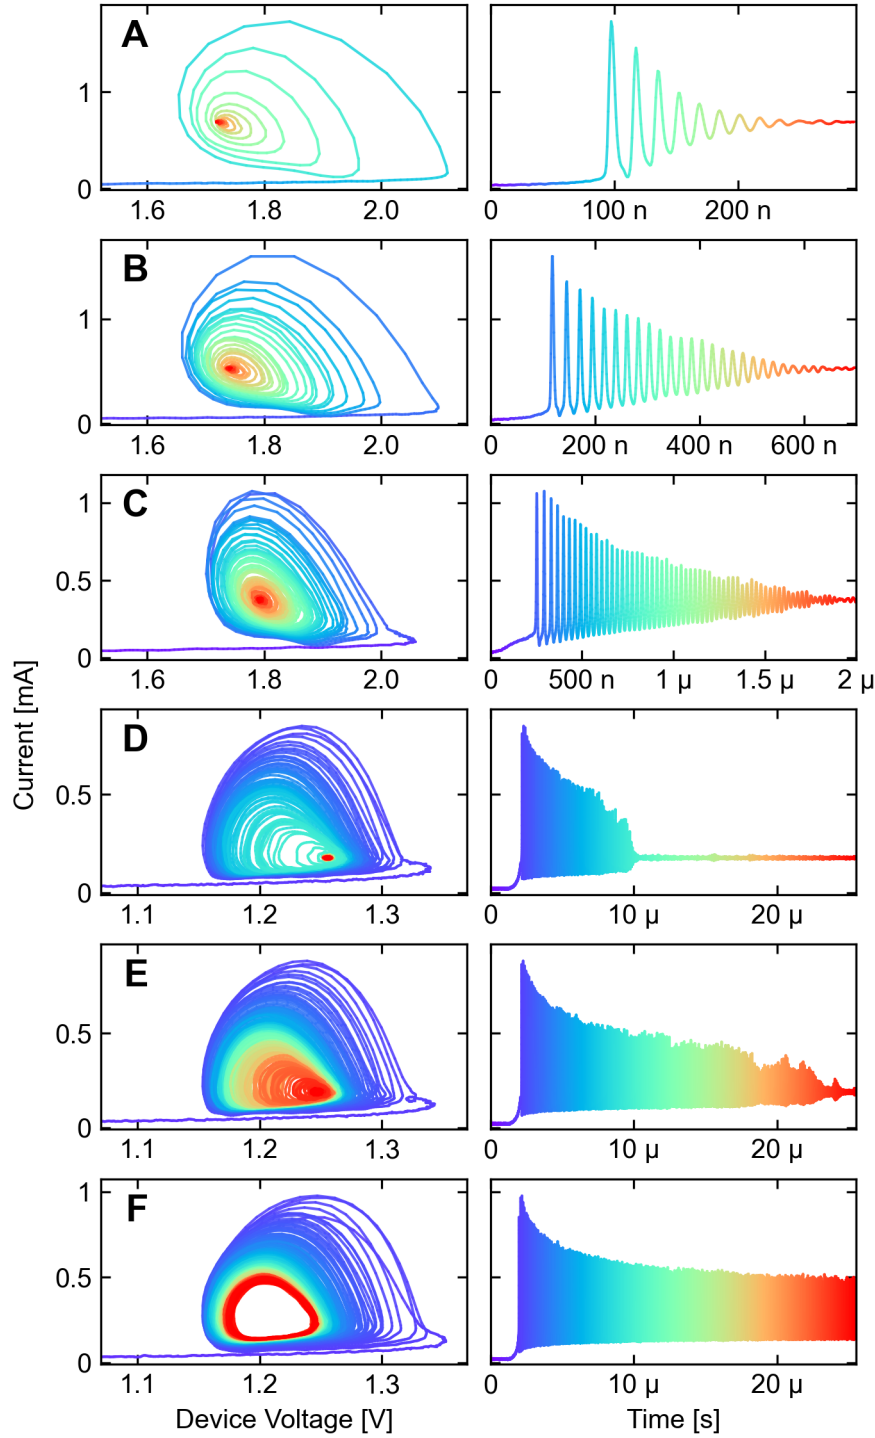 A
1
0
1.6 1.8 2.0
0 100 n 200 n
B
1
0
1.6 1.8 2.0
0 200 n 400 n 600 n
C
1
0.5
0
1.6 1.8 2.0
0 500 n 1 µ 1.5 µ 2 µ
Current [mA]
D
0.5
0
1.1 1.2 1.3
0 10 µ 20 µ
E
0.5
0
1.1 1.2 1.3
0 10 µ 20 µ
F
1
0.5
0
1.1 1.2 1.3
0 10 µ 20 µ
Device Voltage [V] Time [s]